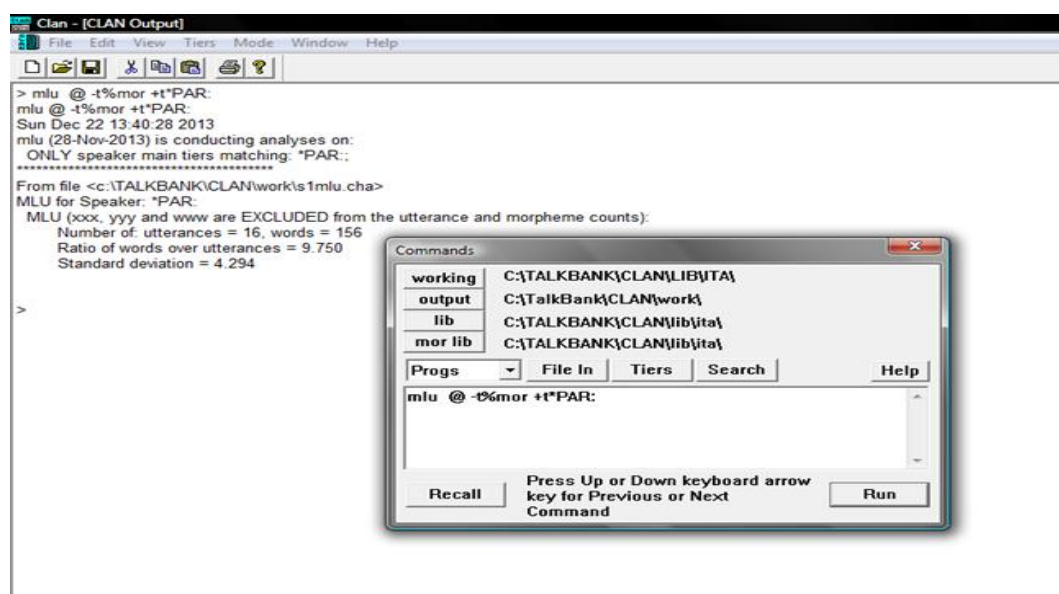 Clan - [CLAN Output]
File Edit View Tiers Mode Window Help
> mlu @ -t%mor +t*PAR:
mlu @ -t%mor +t*PAR:
Sun Dec 22 13:40:28 2013
mlu (28-Nov-2013) is conducting analyses on:
ONLY speaker main tiers matching: *PAR:;
****************************************
From file <c:\TALKBANK\CLAN\work\s1mlu.cha>
MLU for Speaker: *PAR:
MLU (xxx, yyy and www are EXCLUDED from the utterance and morpheme counts):
Number of: utterances = 16, words = 156
Ratio of words over utterances = 9.750
Standard deviation = 4.294
>
Commands
working C:\TALKBANK\CLAN\LIB\ITA\
output C:\TalkBank\CLAN\work\
lib C:\TALKBANK\CLAN\lib\ita\
mor lib C:\TALKBANK\CLAN\lib\ita\
Progs File In Tiers Search Help
mlu @ -t%mor +t*PAR:
Recall
Press Up or Down keyboard arrow
key for Previous or Next
Command
Run